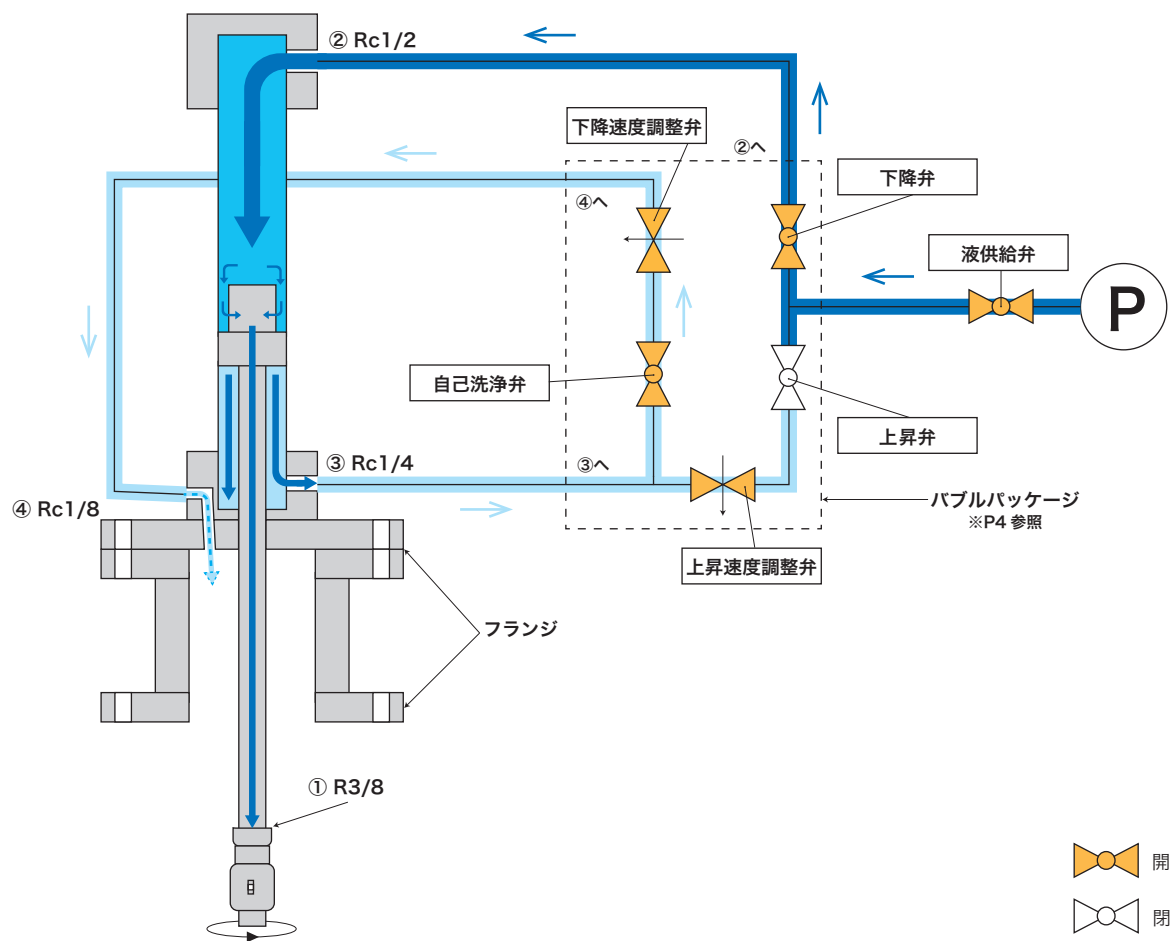 ② Rc1/2
下降速度調整弁
②へ
下降弁
④へ
液供給弁
P
自己洗浄弁
上昇弁
③ Rc1/4
③へ
④ Rc1/8
バブルパッケージ
※P4 参照
上昇速度調整弁
フランジ
① R3/8
開
閉